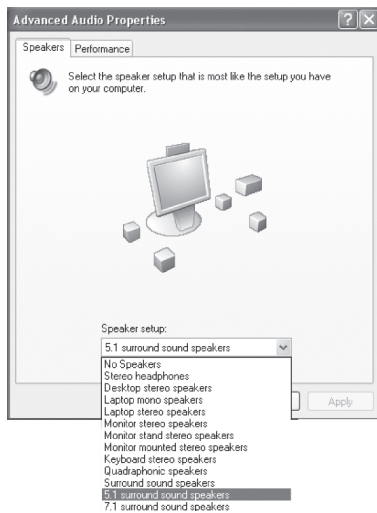 Advanced Audio Properties
Speakers
Performance
Select the speaker setup that is most like the setup you have
on your computer.
Speaker setup:
5.1 surround sound speakers
No Speakers
Stereo headphones
Desktop stereo speakers
Laptop mono speakers
Laptop stereo speakers
Monitor stereo speakers
Monitor stand stereo speakers
Monitor mounted stereo speakers
Keyboard stereo speakers
Quadraphonic speakers
Surround sound speakers
5.1 surround sound speakers
7.1 surround sound speakers
Apply